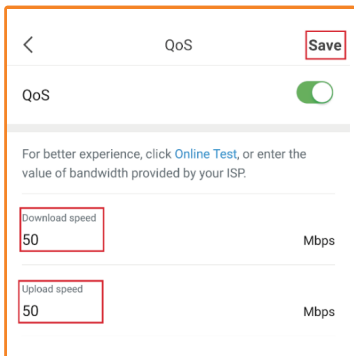 QoS Save
QoS
For better experience, click Online Test, or enter the
value of bandwidth provided by your ISP.
Download speed
50 Mbps
Upload speed
50 Mbps